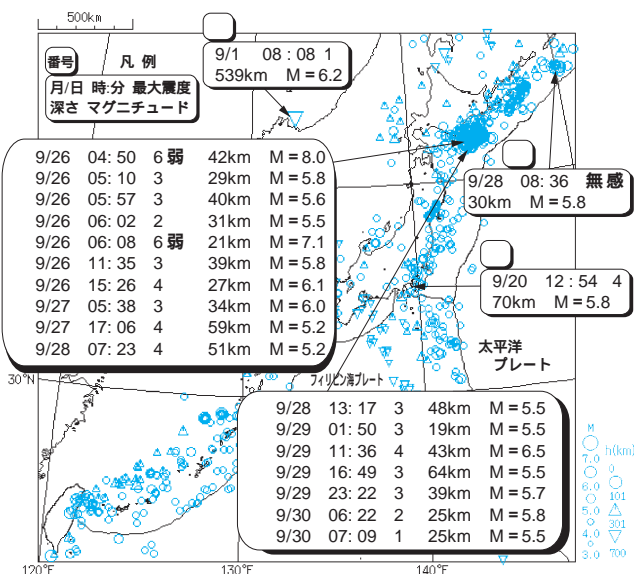 500km
番号 凡 例
月/日 時:分 最大震度
深さ マグニチュード
9/1 08:08 1
539km M=6.2
9/26 04:50 6弱 42km M=8.0
9/26 05:10 3 29km M=5.8
9/26 05:57 3 40km M=5.6
9/26 06:02 2 31km M=5.5
9/26 06:08 6弱 21km M=7.1
9/26 11:35 3 39km M=5.8
9/26 15:26 4 27km M=6.1
9/27 05:38 3 34km M=6.0
9/27 17:06 4 59km M=5.2
9/28 07:23 4 51km M=5.2
9/28 08:36 無感
30km M=5.8
9/20 12:54 4
70km M=5.8
太平洋
プレート
フィリピン海プレート
30°N
9/28 13:17 3 48km M=5.5
9/29 01:50 3 19km M=5.5
9/29 11:36 4 43km M=6.5
9/29 16:49 3 64km M=5.5
9/29 23:22 3 39km M=5.7
9/30 06:22 2 25km M=5.8
9/30 07:09 1 25km M=5.5
M
7.0 h(km)
0
6.0
101
5.0
301
4.0
3.0 700
120°E 130°E 140°E